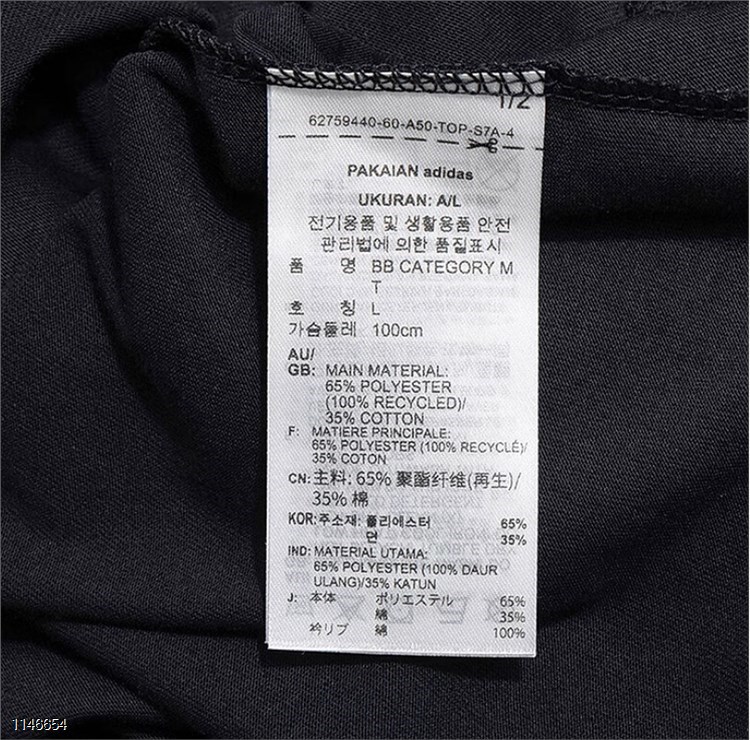 1/2
62759440-60-A50-TOP-S7A-4
PAKAIAN adidas
UKURAN: A/L
전기용품 및 생활용품 안전
관리법에 의한 품질표시
품 명 BB CATEGORY M
T
호 칭 L
가슴둘레 100cm
AU/
GB: MAIN MATERIAL:
65% POLYESTER
(100% RECYCLED)/
35% COTTON
F: MATIERE PRINCIPALE:
65% POLYESTER (100% RECYCLÉ)/
35% COTON
CN: 主料: 65% 聚酯纤维(再生)/
35% 棉
KOR: 주소재: 폴리에스터 65%
면 35%
IND: MATERIAL UTAMA:
65% POLYESTER (100% DAUR
ULANG)/35% KATUN
J: 本体 ポリエステル 65%
綿 35%
衿リブ 綿 100%
1146654